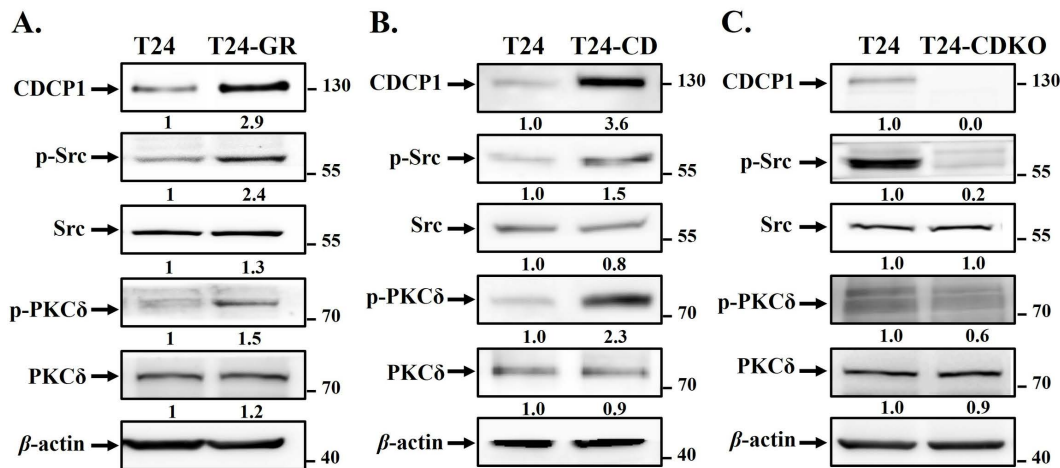 A.
T24 T24-GR
CDCP1 130
1 2.9
p-Src 55
1 2.4
Src 55
1 1.3
p-PKCδ 70
1 1.5
PKCδ 70
1 1.2
β-actin 40
B.
T24 T24-CD
CDCP1 130
1.0 3.6
p-Src 55
1.0 1.5
Src 55
1.0 0.8
p-PKCδ 70
1.0 2.3
PKCδ 70
1.0 0.9
β-actin 40
C.
T24 T24-CDKO
CDCP1 130
1.0 0.0
p-Src 55
1.0 0.2
Src 55
1.0 1.0
p-PKCδ 70
1.0 0.6
PKCδ 70
1.0 0.9
β-actin 40